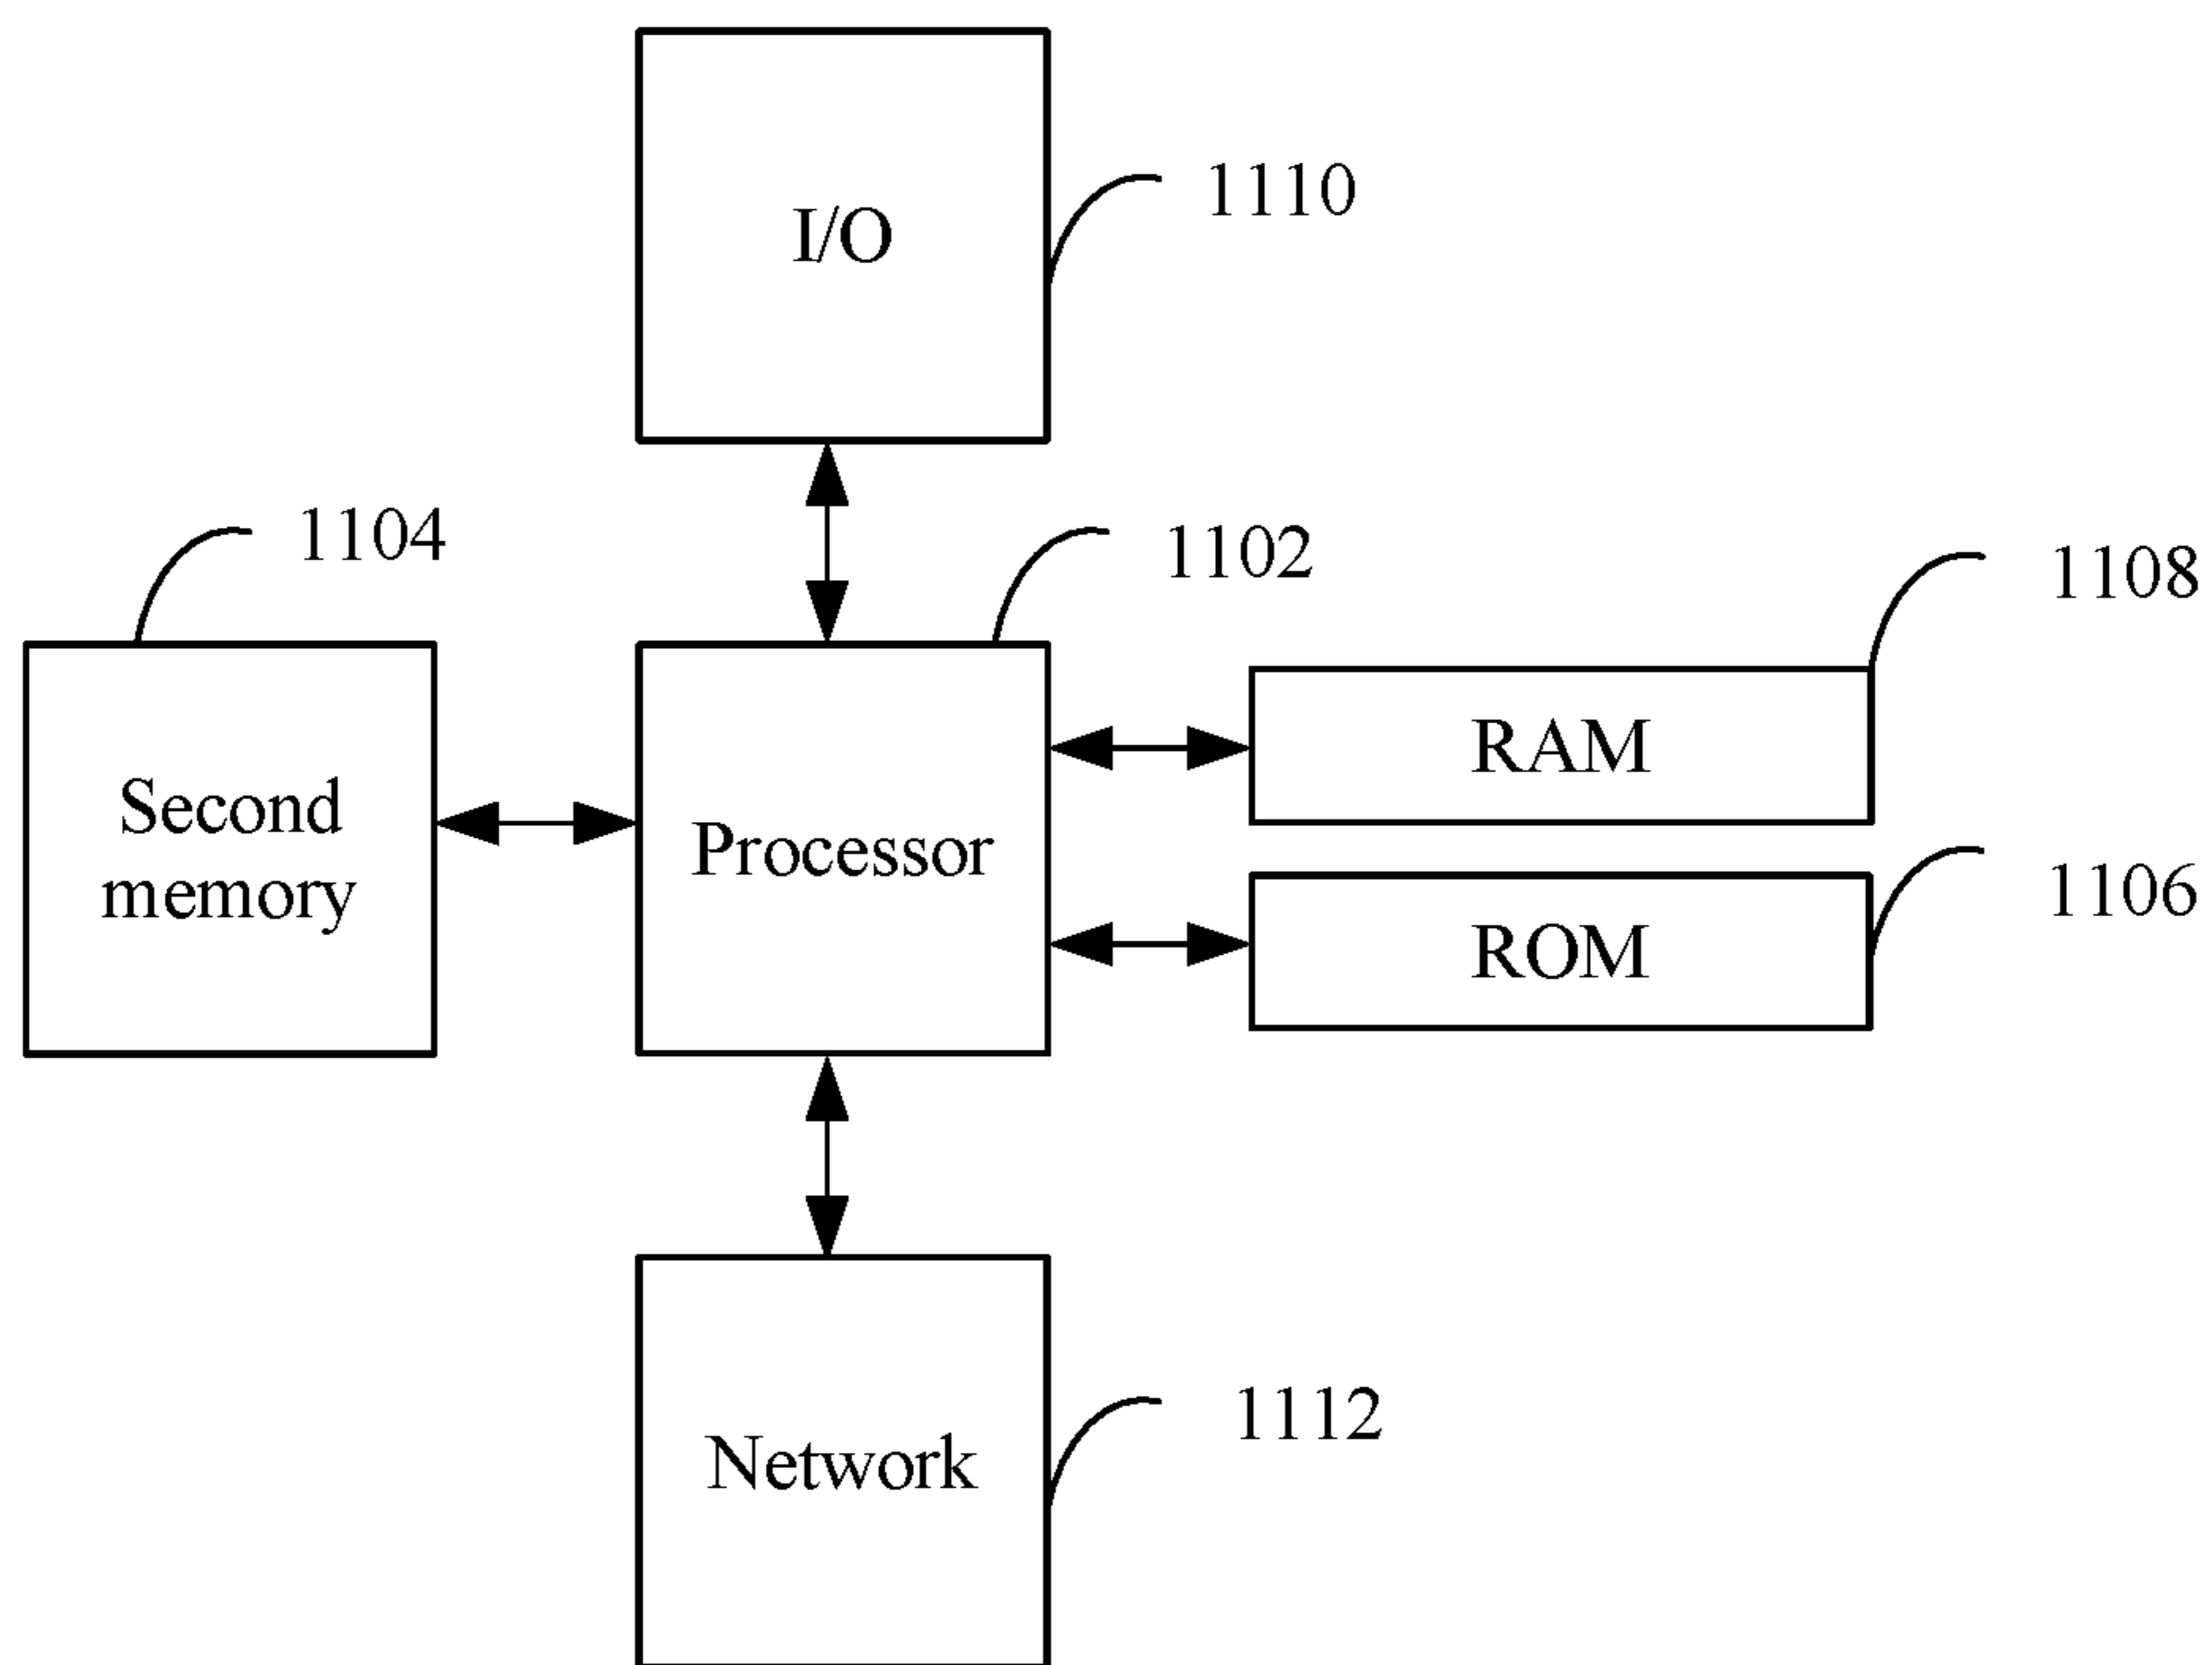 I/O
1110
1104
1102
1108
Second
memory
Processor
RAM
1106
ROM
Network
1112